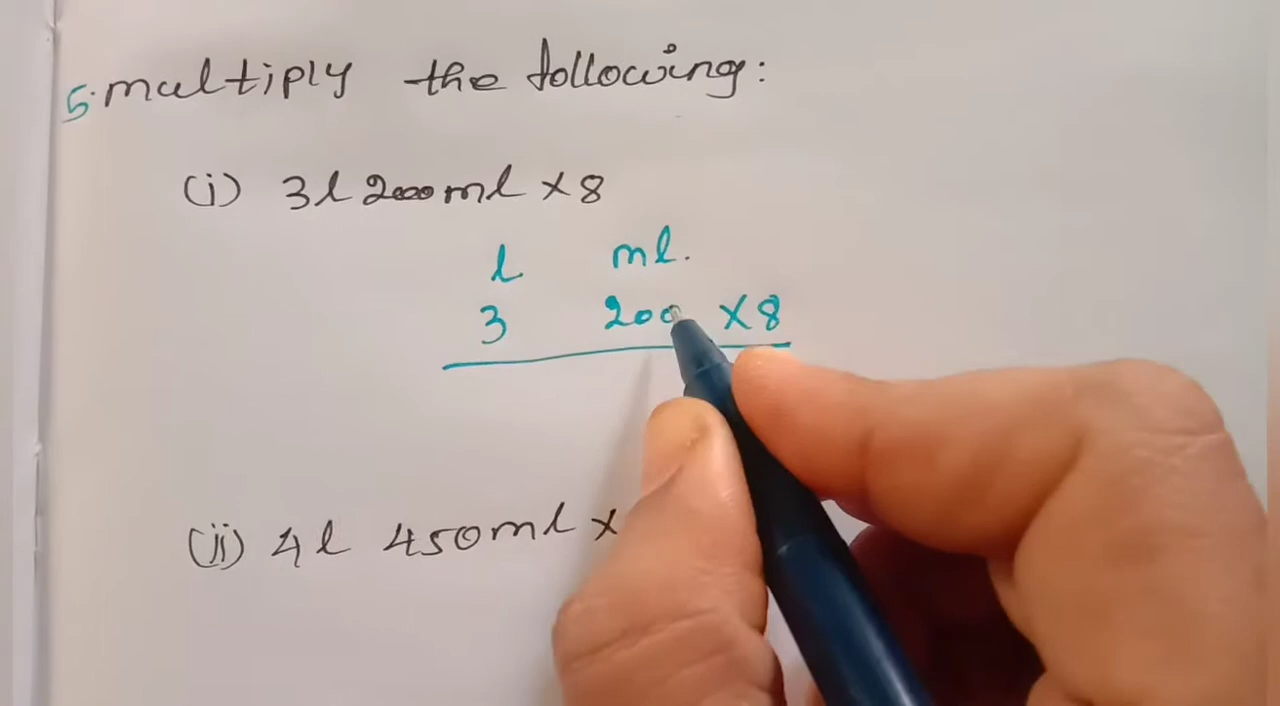 5. multiply the following:
(i) 3l 200ml × 8
l ml.
3 200 × 8
(ii) 4l 450ml ×